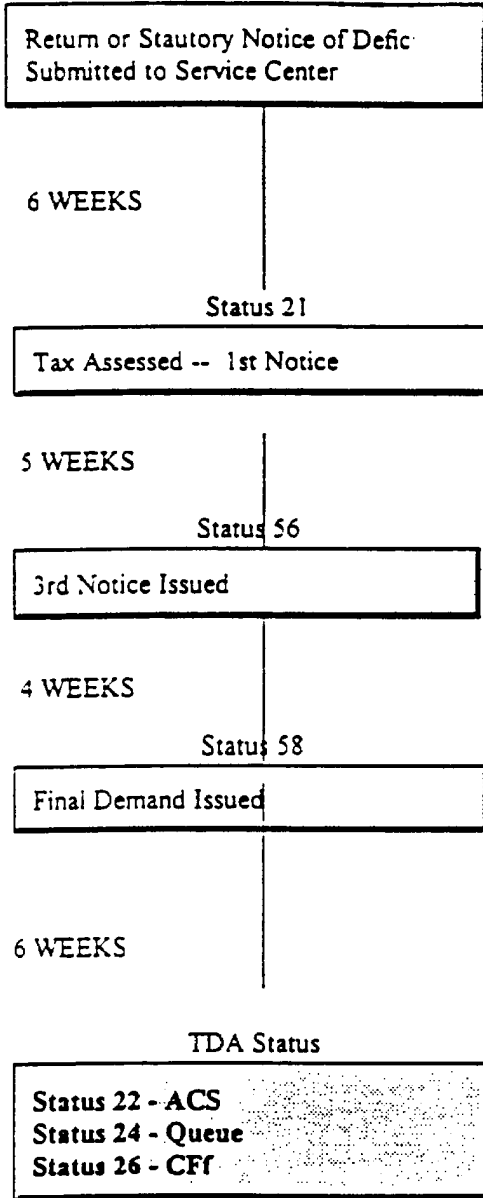 Return or Stautory Notice of Defic
Submitted to Service Center
6 WEEKS
Status 21
Tax Assessed -- 1st Notice
5 WEEKS
Status 56
3rd Notice Issued
4 WEEKS
Status 58
Final Demand Issued
6 WEEKS
TDA Status
Status 22 - ACS
Status 24 - Queue
Status 26 - CFf